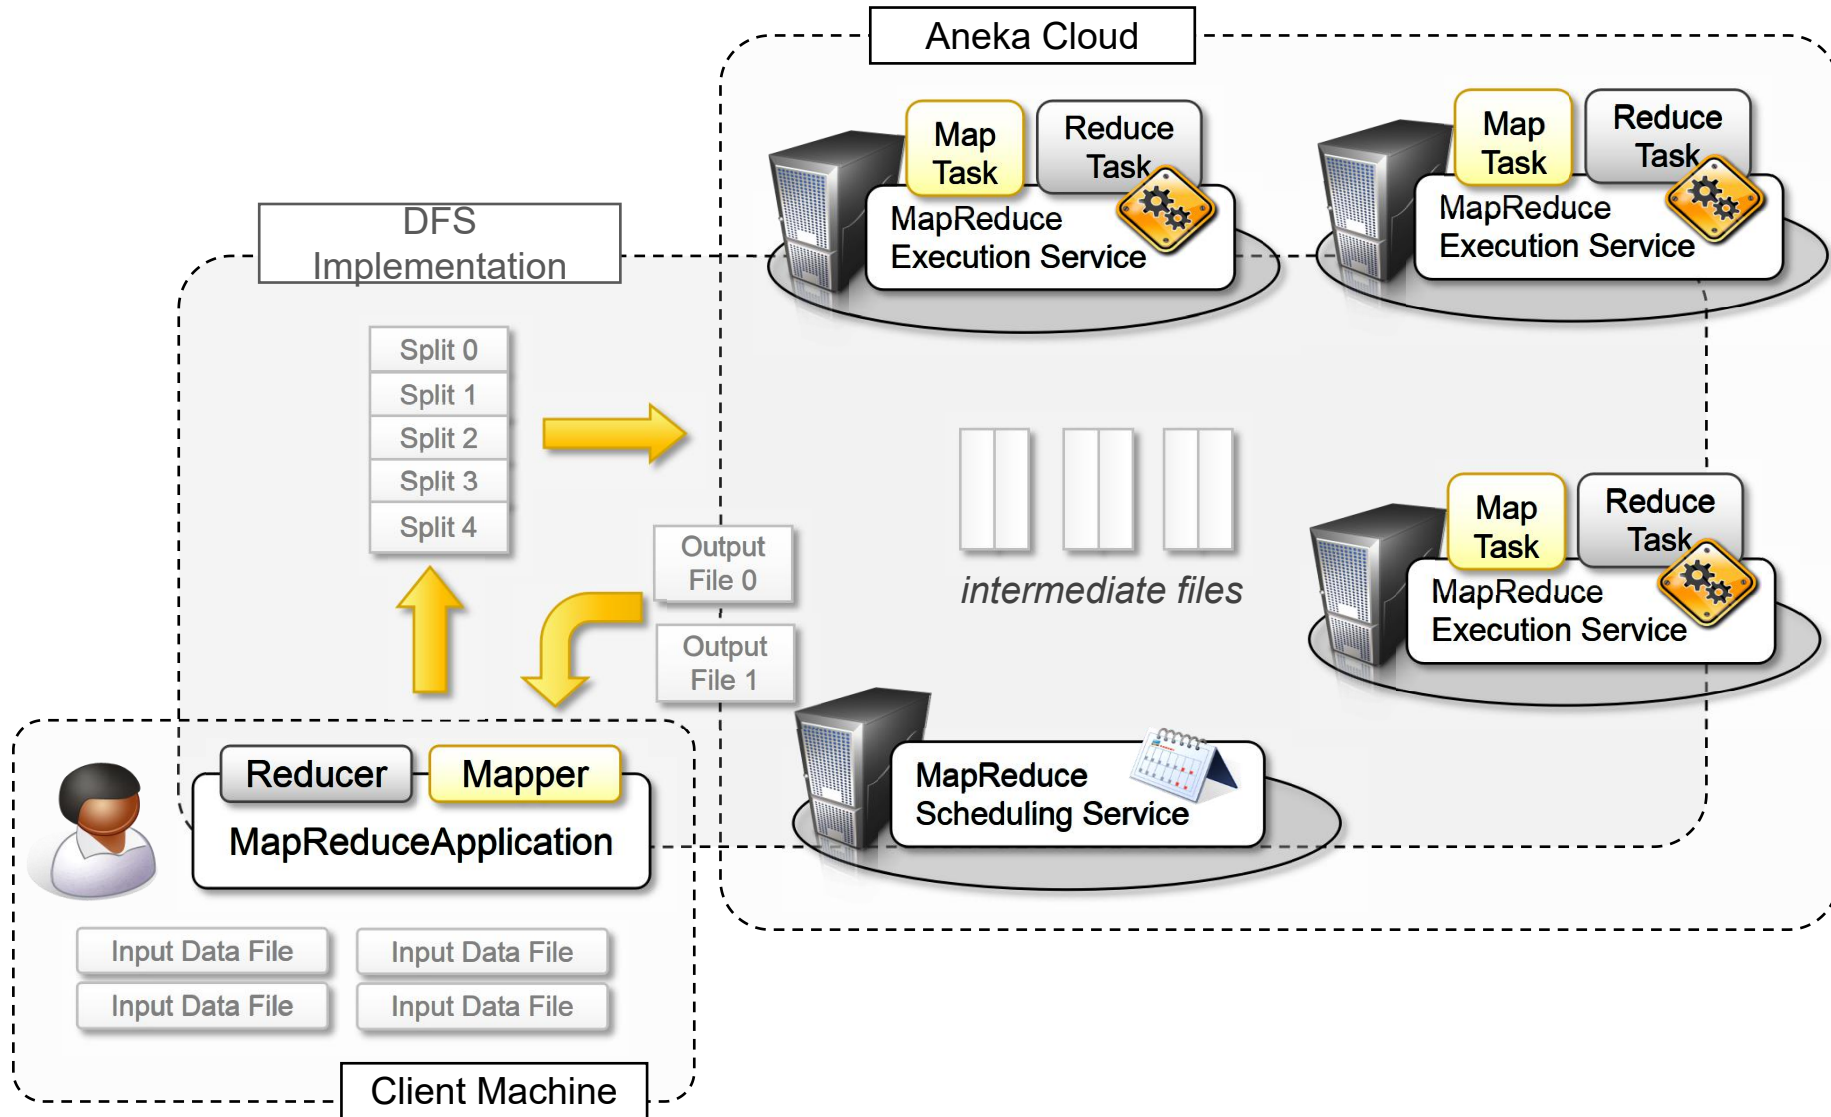 Aneka Cloud
Map
Task
Reduce
Task
MapReduce
Execution Service
Map
Task
Reduce
Task
MapReduce
Execution Service
DFS
Implementation
Split 0
Split 1
Split 2
Split 3
Split 4
Output
File 0
Output
File 1
intermediate files
Map
Task
Reduce
Task
MapReduce
Execution Service
Reducer
Mapper
MapReduceApplication
MapReduce
Scheduling Service
Input Data File
Input Data File
Input Data File
Input Data File
Client Machine